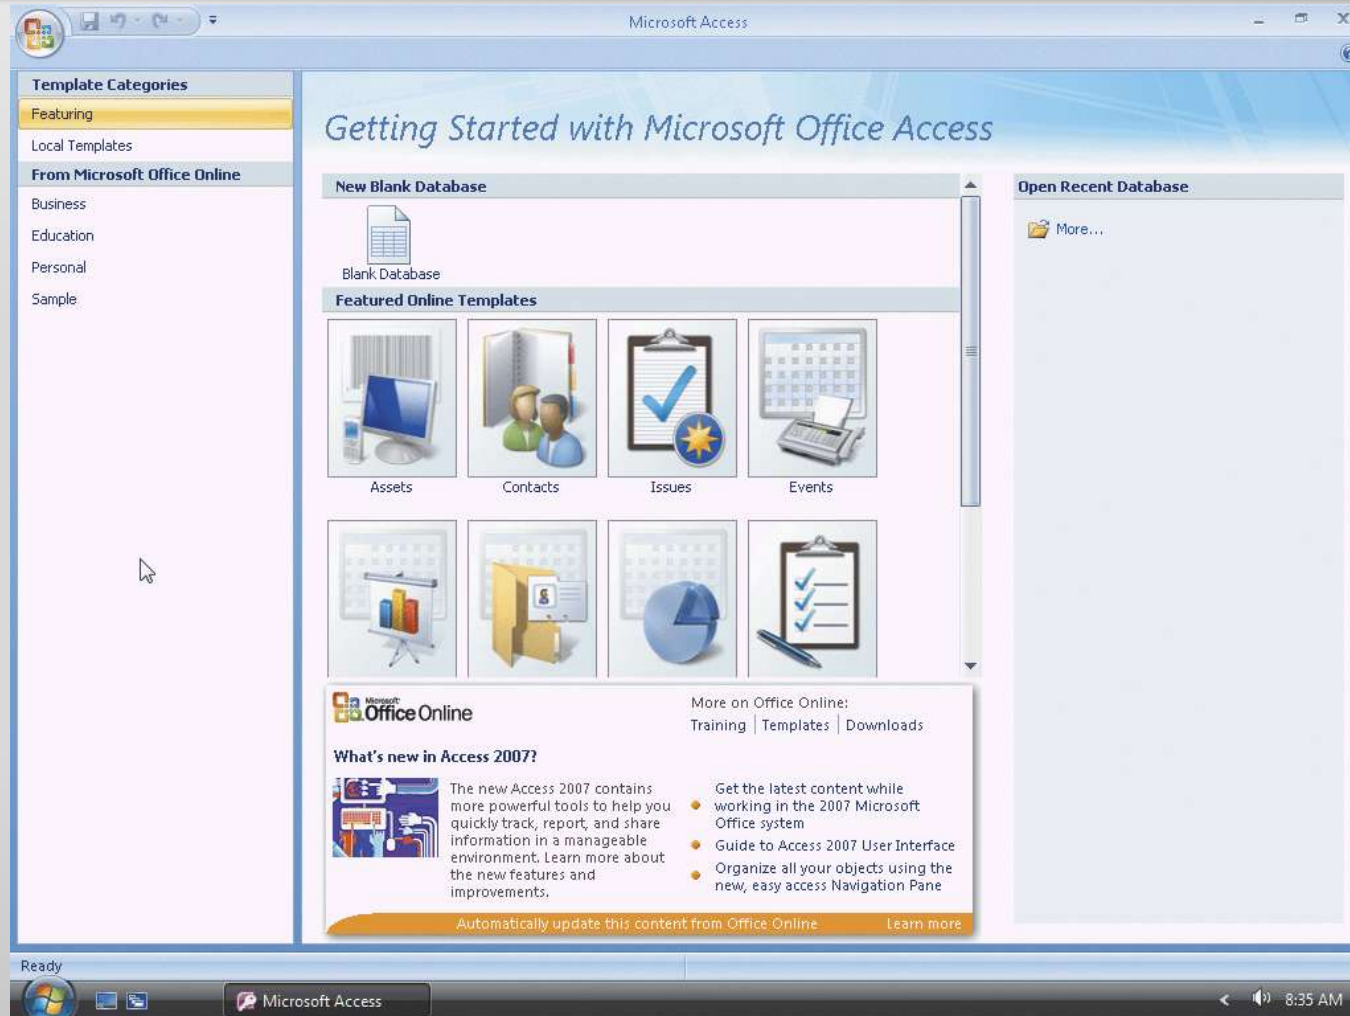 Microsoft Access
Template Categories
Featuring
Local Templates
From Microsoft Office Online
Business
Education
Personal
Sample
Getting Started with Microsoft Office Access
New Blank Database
Blank Database
Featured Online Templates
Assets
Contacts
Issues
Events
Microsoft
Office Online
More on Office Online:
Training | Templates | Downloads
What's new in Access 2007?
The new Access 2007 contains
more powerful tools to help you
quickly track, report, and share
information in a manageable
environment. Learn more about
the new features and
improvements.
Get the latest content while
working in the 2007 Microsoft
Office system
Guide to Access 2007 User Interface
Organize all your objects using the
new, easy access Navigation Pane
Automatically update this content from Office Online
Learn more
Open Recent Database
More...
Ready
Microsoft Access
8:35 AM